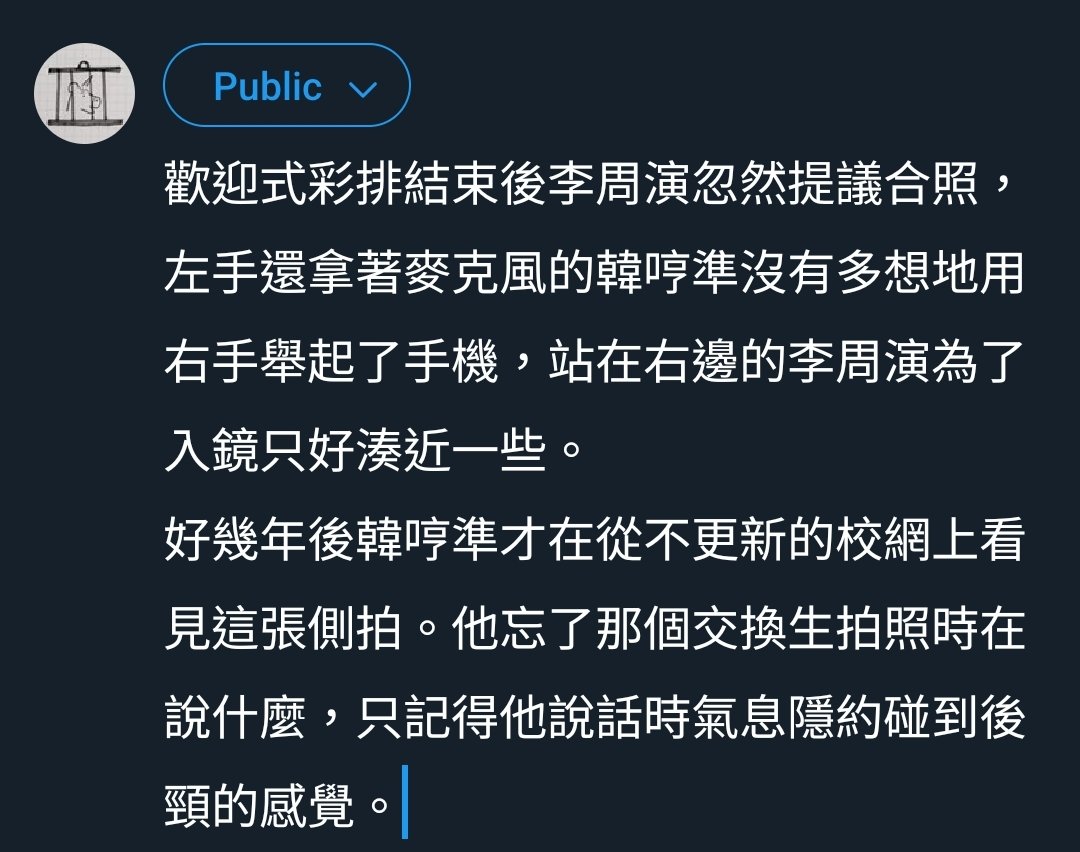 Public
歡迎式彩排結束後李周演忽然提議合照，
左手還拿著麥克風的韓哼準沒有多想地用
右手舉起了手機，站在右邊的李周演為了
入鏡只好湊近一些。
好幾年後韓哼準才在從不更新的校網上看
見這張側拍。他忘了那個交換生拍照時在
說什麼，只記得他說話時氣息隱約碰到後
頸的感覺。